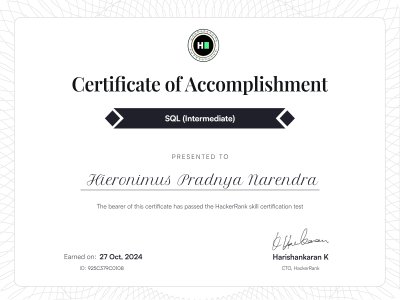 H
Certificate of Accomplishment
SQL (Intermediate)
PRESENTED TO
Hieronimus Pradnya Narendra
The bearer of this certificate has passed the HackerRank skill certification test
Earned on: 27 Oct, 2024
ID: 925C379C010B
Harishankaran K
CTO, HackerRank